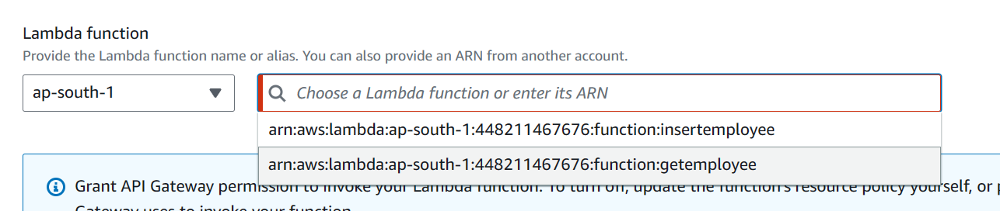 Lambda function
Provide the Lambda function name or alias. You can also provide an ARN from another account.
ap-south-1
Choose a Lambda function or enter its ARN
arn:aws:lambda:ap-south-1:448211467676:function:insertemployee
arn:aws:lambda:ap-south-1:448211467676:function:getemployee
Grant API Gateway permission to invoke your Lambda function. To turn off, update the function's resource policy yourself, or
Gateway uses to invoke your function.